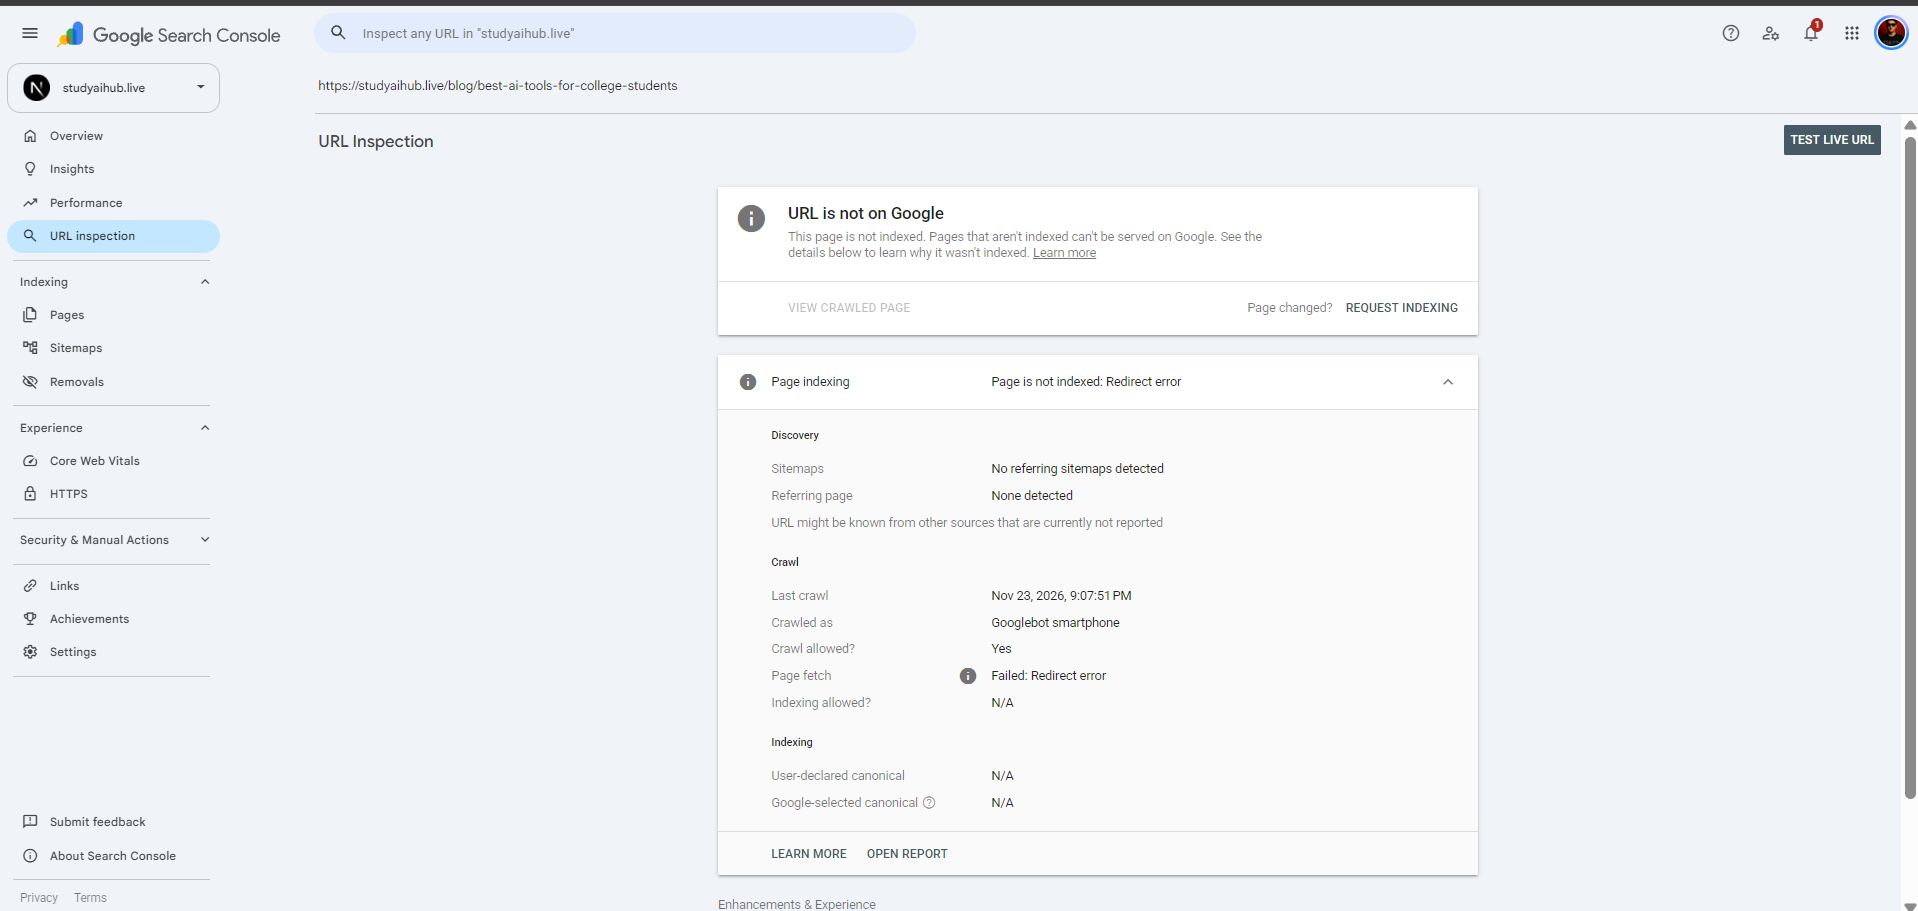 Google Search Console
Inspect any URL in "studyaihub.live"
1
N
studyaihub.live
https://studyaihub.live/blog/best-ai-tools-for-college-students
Overview
Insights
Performance
URL inspection
Indexing
Pages
Sitemaps
Removals
Experience
Core Web Vitals
HTTPS
Security & Manual Actions
Links
Achievements
Settings
Submit feedback
About Search Console
Privacy Terms
URL Inspection
TEST LIVE URL
URL is not on Google
This page is not indexed. Pages that aren't indexed can't be served on Google. See the
details below to learn why it wasn't indexed. Learn more
VIEW CRAWLED PAGE
Page changed? REQUEST INDEXING
Page indexing Page is not indexed: Redirect error
Discovery
Sitemaps No referring sitemaps detected
Referring page None detected
URL might be known from other sources that are currently not reported
Crawl
Last crawl Nov 23, 2026, 9:07:51 PM
Crawled as Googlebot smartphone
Crawl allowed? Yes
Page fetch Failed: Redirect error
Indexing allowed? N/A
Indexing
User-declared canonical N/A
Google-selected canonical N/A
LEARN MORE OPEN REPORT
Enhancements & Experience